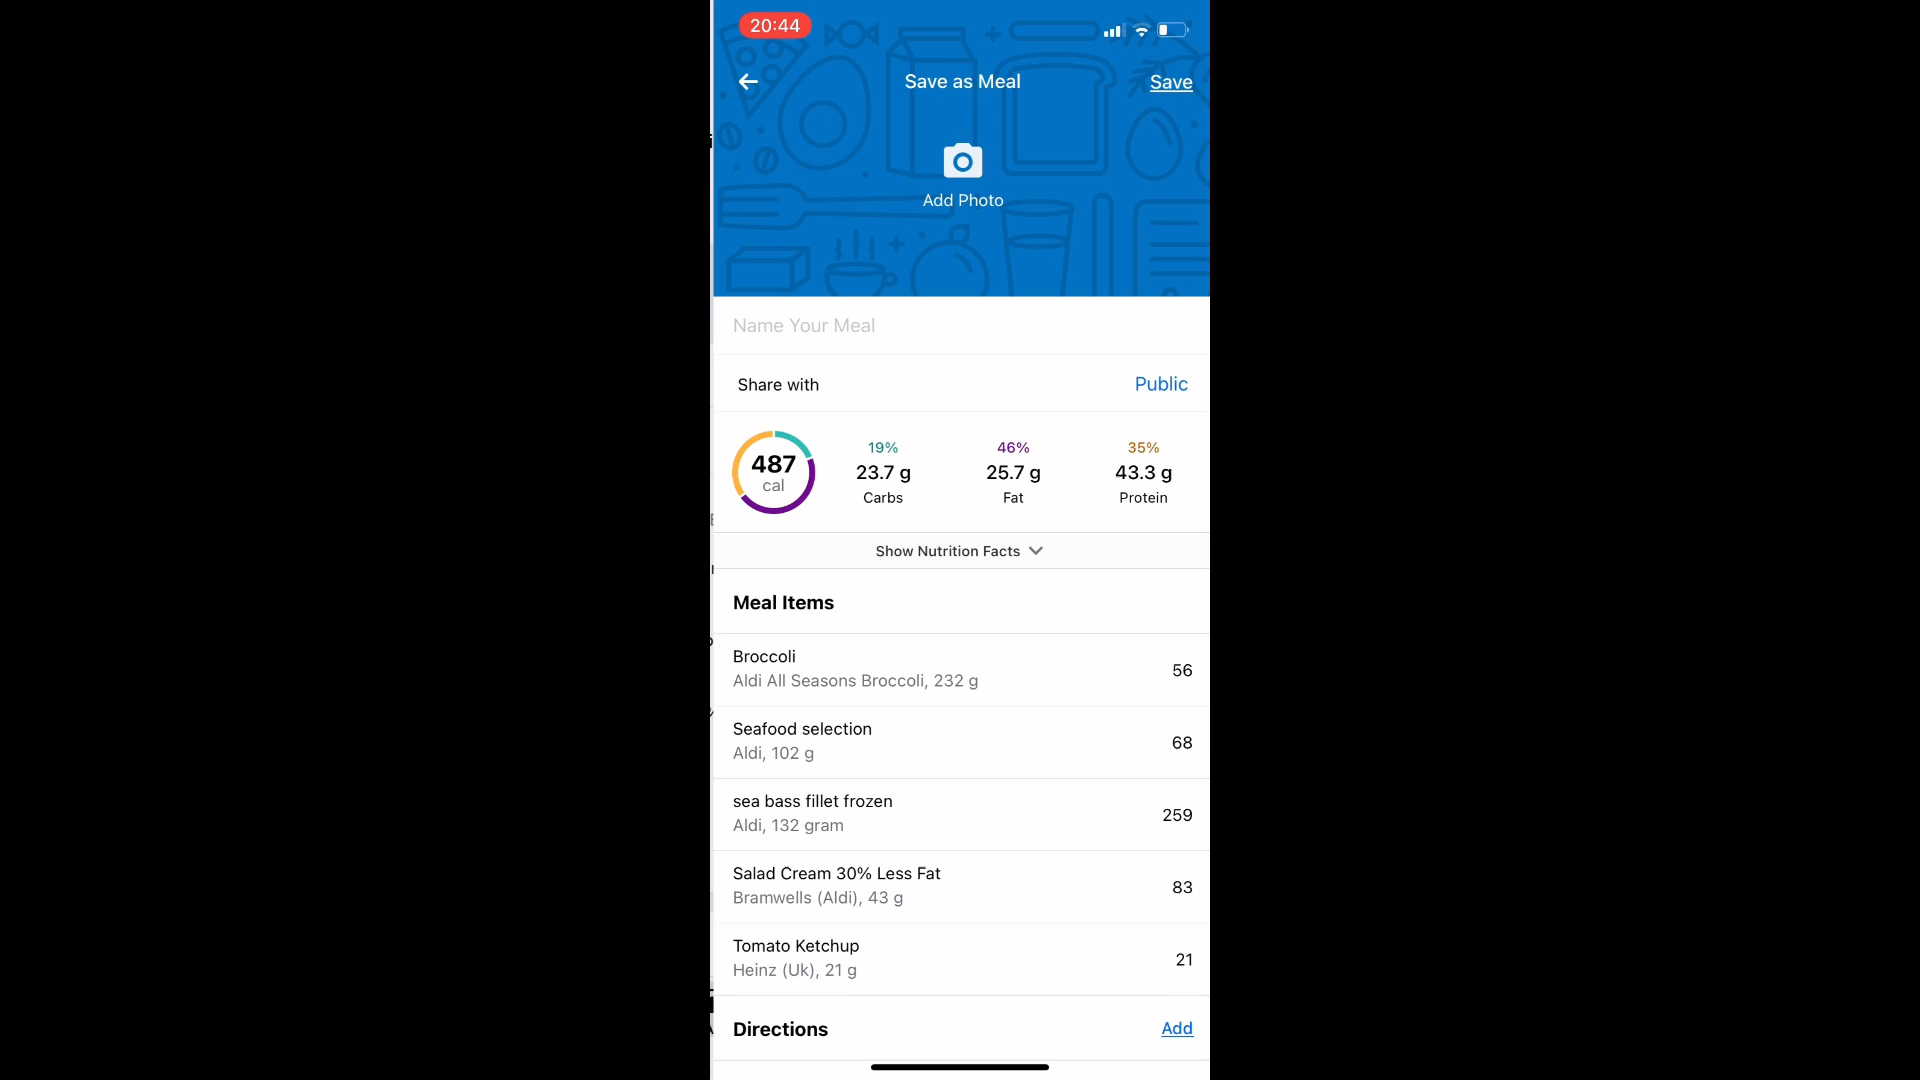 20:44
Save as Meal
Save
Add Photo
Name Your Meal
Share with
Public
487
cal
19%
23.7 g
Carbs
46%
25.7 g
Fat
35%
43.3 g
Protein
Show Nutrition Facts
Meal Items
Broccoli
Aldi All Seasons Broccoli, 232 g
56
Seafood selection
Aldi, 102 g
68
sea bass fillet frozen
Aldi, 132 gram
259
Salad Cream 30% Less Fat
Bramwells (Aldi), 43 g
83
Tomato Ketchup
Heinz (Uk), 21 g
21
Directions
Add